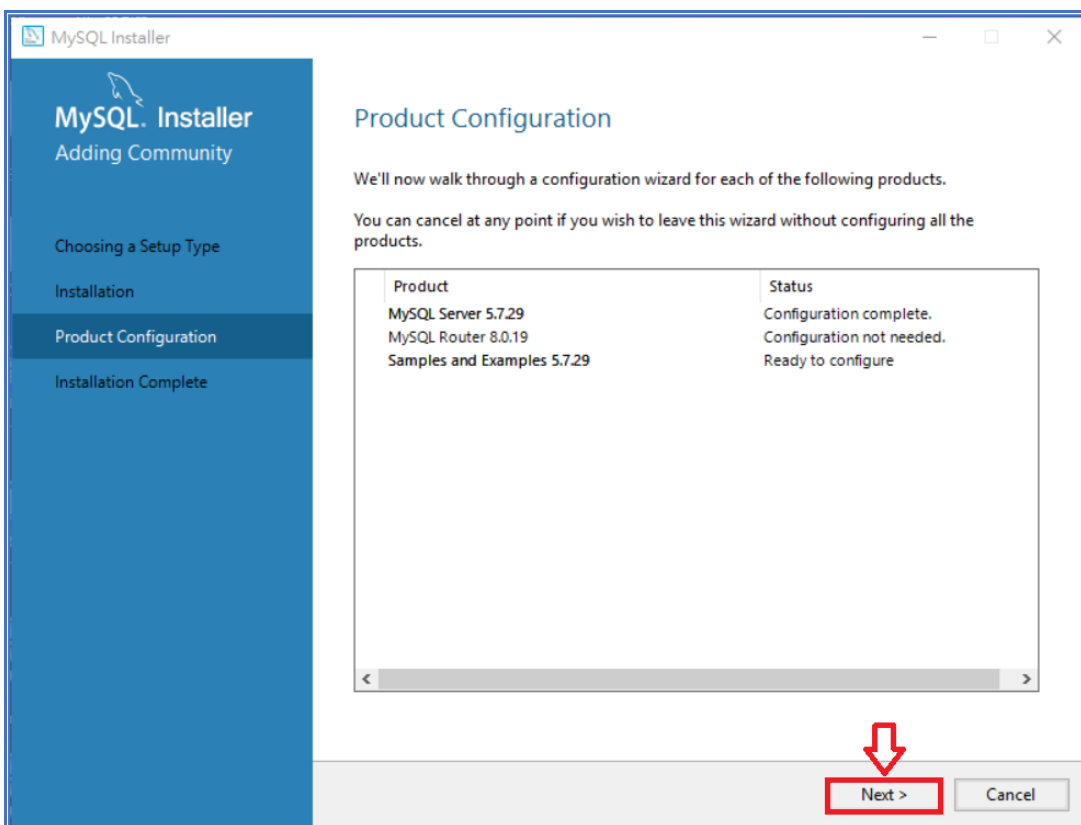 MySQL Installer
MySQL. Installer
Adding Community
Choosing a Setup Type
Installation
Product Configuration
Installation Complete
Product Configuration
We'll now walk through a configuration wizard for each of the following products.
You can cancel at any point if you wish to leave this wizard without configuring all the
products.
Product Status
MySQL Server 5.7.29 Configuration complete.
MySQL Router 8.0.19 Configuration not needed.
Samples and Examples 5.7.29 Ready to configure
Next > Cancel